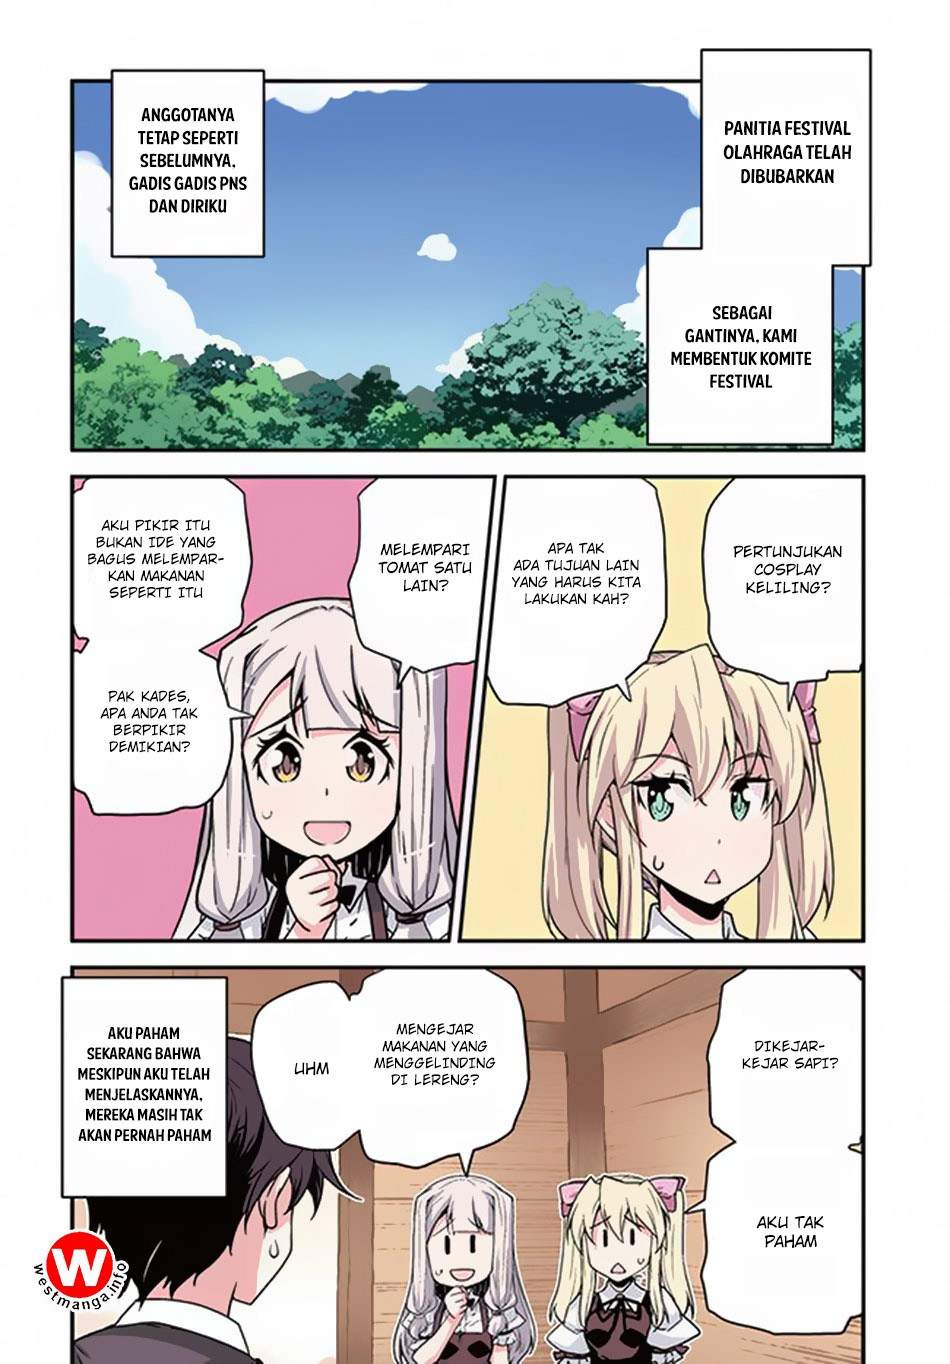 PANITIA FESTIVAL
OLAHRAGA TELAH
DIBUBARKAN
SEBAGAI
GANTINYA, KAMI
MEMBENTUK KOMITE
FESTIVAL
ANGGOTANYA
TETAP SEPERTI
SEBELUMNYA,
GADIS GADIS PNS
DAN DIRIKU
PERTUNJUKAN
COSPLAY
KELILING?
APA TAK
ADA TUJUAN LAIN
YANG HARUS KITA
LAKUKAN KAH?
MELEMPARI
TOMAT SATU
LAIN?
AKU PIKIR ITU
BUKAN IDE YANG
BAGUS MELEMPAR-
KAN MAKANAN
SEPERTI ITU
PAK KADES,
APA ANDA TAK
BERPIKIR
DEMIKIAN?
DIKEJAR-
KEJAR SAPI?
AKU TAK
PAHAM
MENGEJAR
MAKANAN YANG
MENGGELINDING
DI LERENG?
UHM
AKU PAHAM
SEKARANG BAHWA
MESKIPUN AKU TELAH
MENJELASKANNYA,
MEREKA MASIH TAK
AKAN PERNAH PAHAM
W
westmanga.info